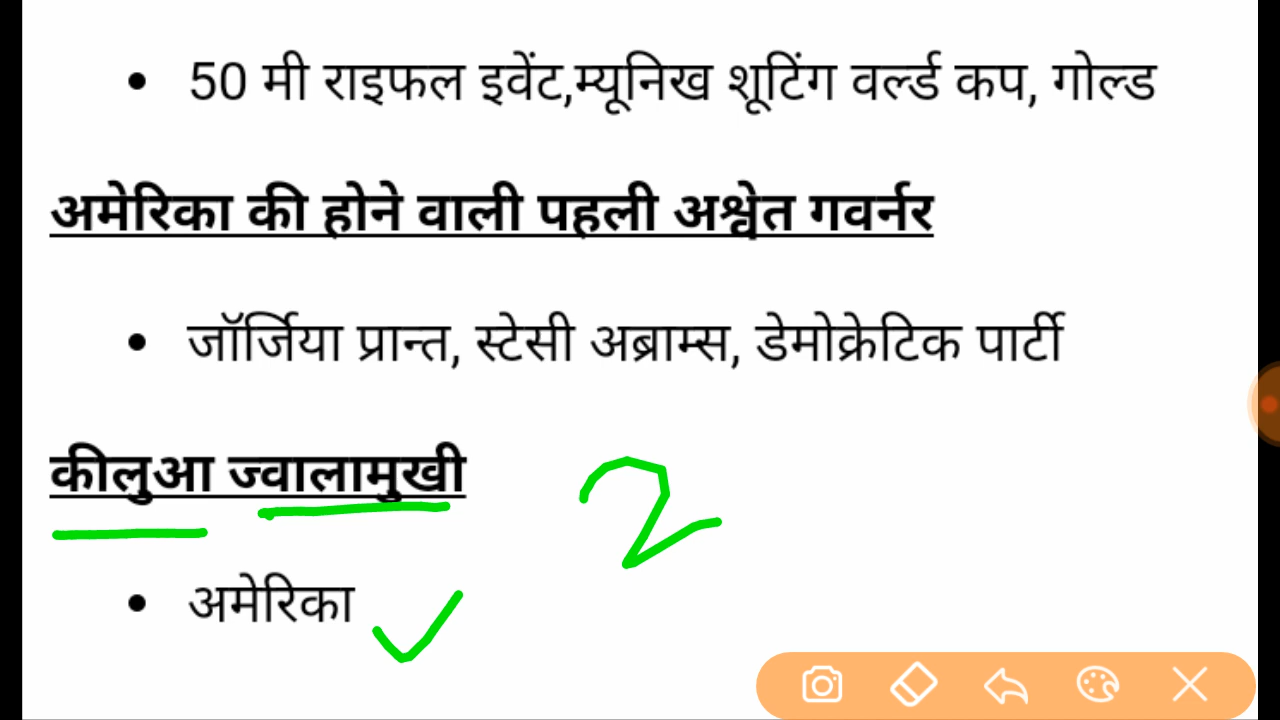 • 50 मी राइफल इवेंट,म्यूनिख शूटिंग वर्ल्ड कप, गोल्ड
अमेरिका की होने वाली पहली अश्वेत गवर्नर
• जॉर्जिया प्रान्त, स्टेसी अब्राम्स, डेमोक्रेटिक पार्टी
कीलुआ ज्वालामुखी 2
• अमेरिका